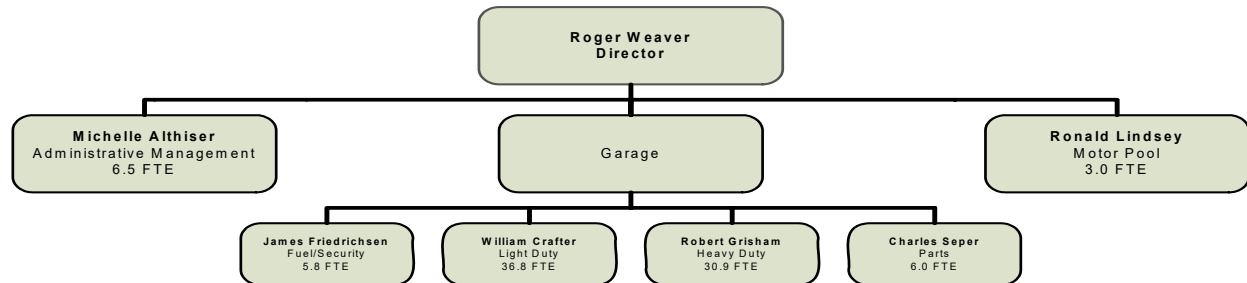 Roger Weaver
Director
Michelle Althiser
Administrative Management
6.5 FTE
Garage
Ronald Lindsey
Motor Pool
3.0 FTE
James Friedrichsen
Fuel/Security
5.8 FTE
William Crafter
Light Duty
36.8 FTE
Robert Grisham
Heavy Duty
30.9 FTE
Charles Seper
Parts
6.0 FTE